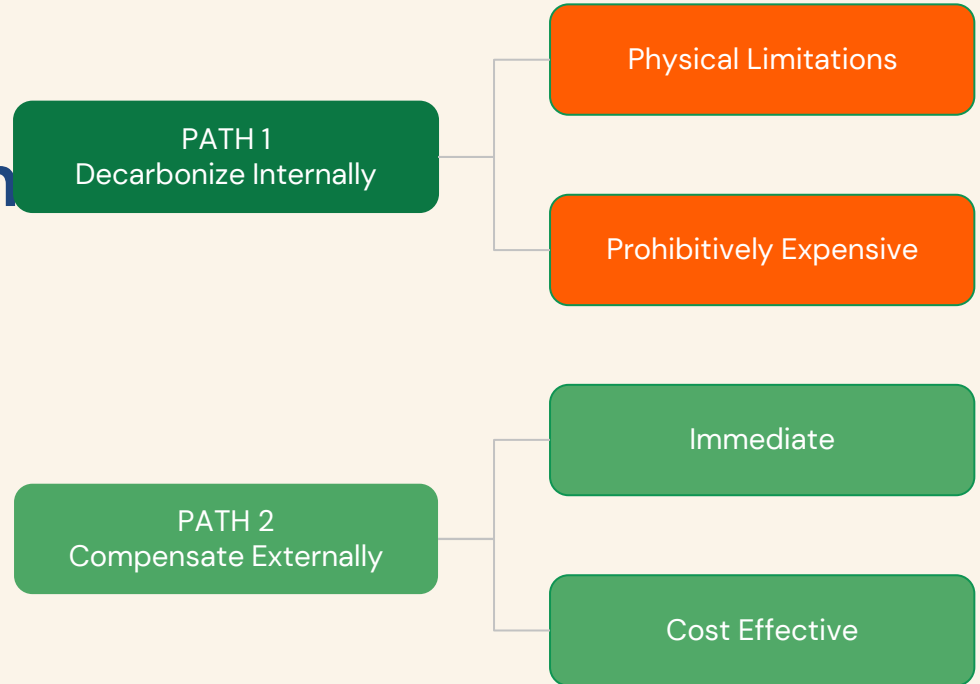 PATH 1
Decarbonize Internally
Physical Limitations
Prohibitively Expensive
PATH 2
Compensate Externally
Immediate
Cost Effective